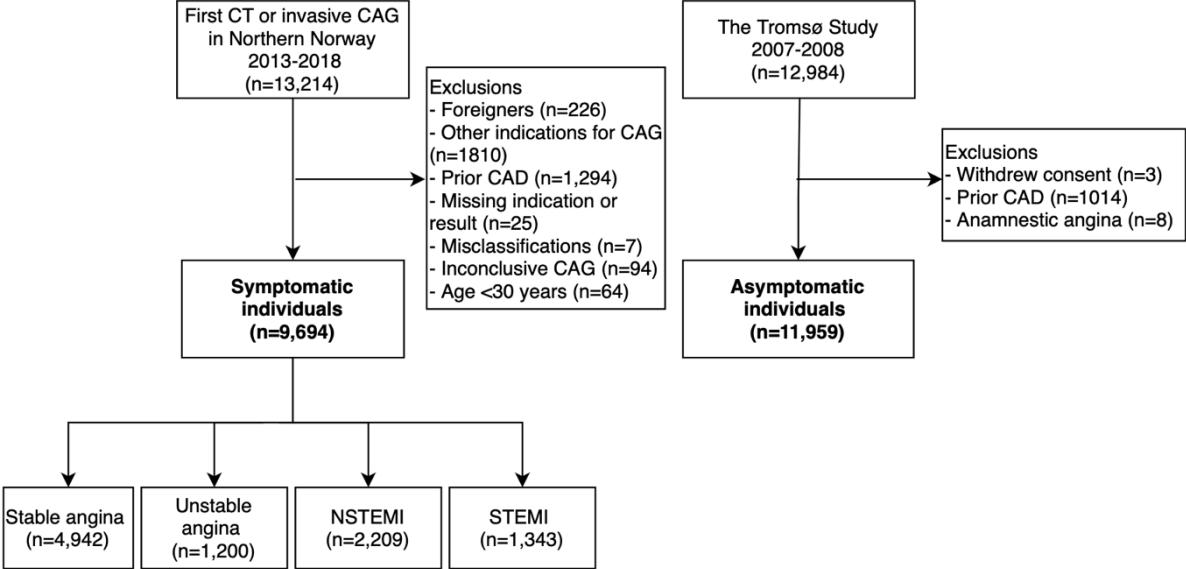 First CT or invasive CAG
in Northern Norway
2013-2018
(n=13,214)
Exclusions
- Foreigners (n=226)
- Other indications for CAG
(n=1810)
- Prior CAD (n=1,294)
- Missing indication or
result (n=25)
- Misclassifications (n=7)
- Inconclusive CAG (n=94)
- Age <30 years (n=64)
Symptomatic
individuals
(n=9,694)
Stable angina
(n=4,942)
Unstable
angina
(n=1,200)
NSTEMI
(n=2,209)
STEMI
(n=1,343)
The Tromsø Study
2007-2008
(n=12,984)
Exclusions
- Withdrew consent (n=3)
- Prior CAD (n=1014)
- Anamnestic angina (n=8)
Asymptomatic
individuals
(n=11,959)